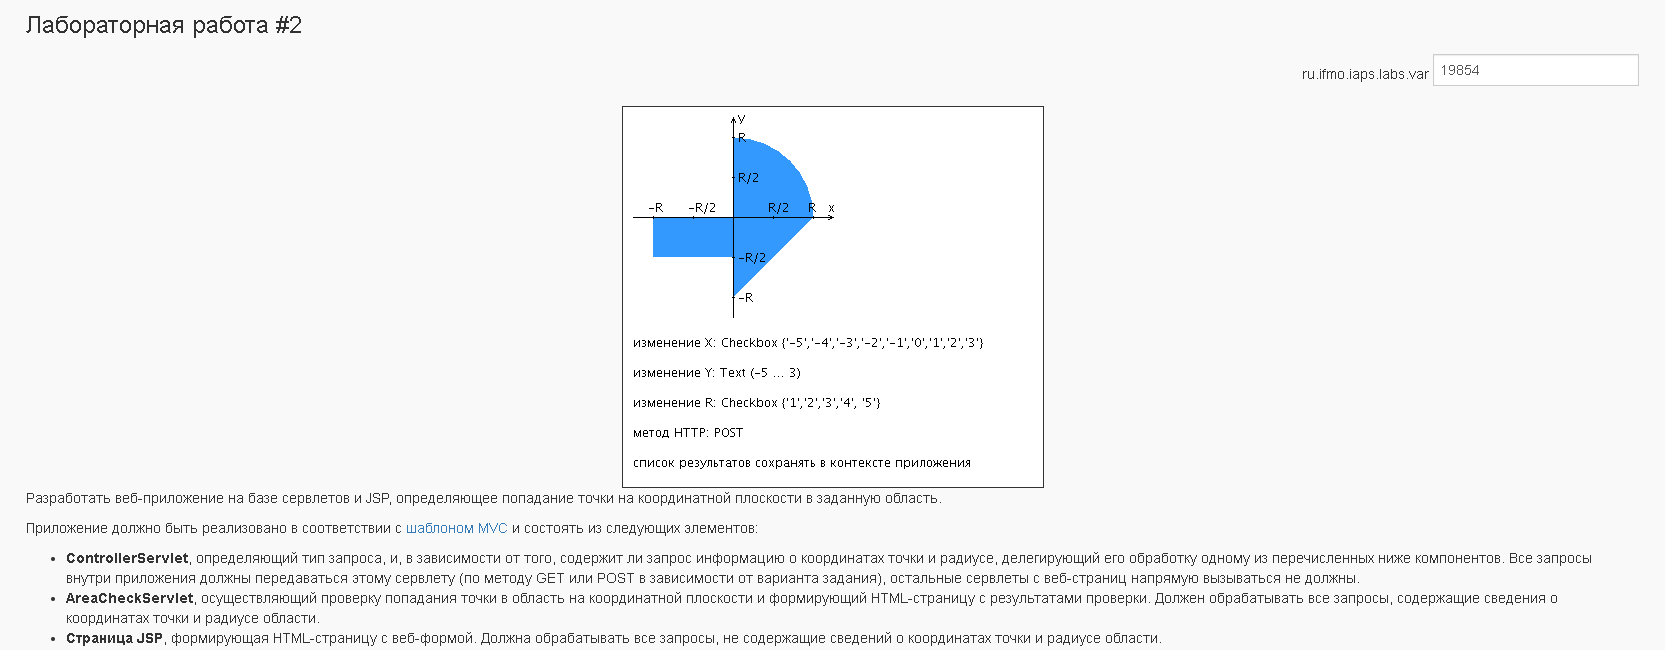 Лабораторная работа #2
ru.ifmo.iaps.labs.var 19854
y
R
R/2
-R -R/2 R/2 R x
-R/2
-R
изменение X: Checkbox {'-5','-4','-3','-2','-1','0','1','2','3'}
изменение Y: Text (-5 ... 3)
изменение R: Checkbox {'1','2','3','4', '5'}
метод HTTP: POST
список результатов сохранять в контексте приложения
Разработать веб-приложение на базе сервлетов и JSP, определяющее попадание точки на координатной плоскости в заданную область.
Приложение должно быть реализовано в соответствии с шаблоном MVC и состоять из следующих элементов:
• ControllerServlet, определяющий тип запроса, и, в зависимости от того, содержит ли запрос информацию о координатах точки и радиусе, делегирующий его обработку одному из перечисленных ниже компонентов. Все запросы
внутри приложения должны передаваться этому сервлету (по методу GET или POST в зависимости от варианта задания), остальные сервлеты с веб-страниц напрямую вызываться не должны.
• AreaCheckServlet, осуществляющий проверку попадания точки в область на координатной плоскости и формирующий HTML-страницу с результатами проверки. Должен обрабатывать все запросы, содержащие сведения о
координатах точки и радиусе области.
• Страница JSP, формирующая HTML-страницу с веб-формой. Должна обрабатывать все запросы, не содержащие сведений о координатах точки и радиусе области.